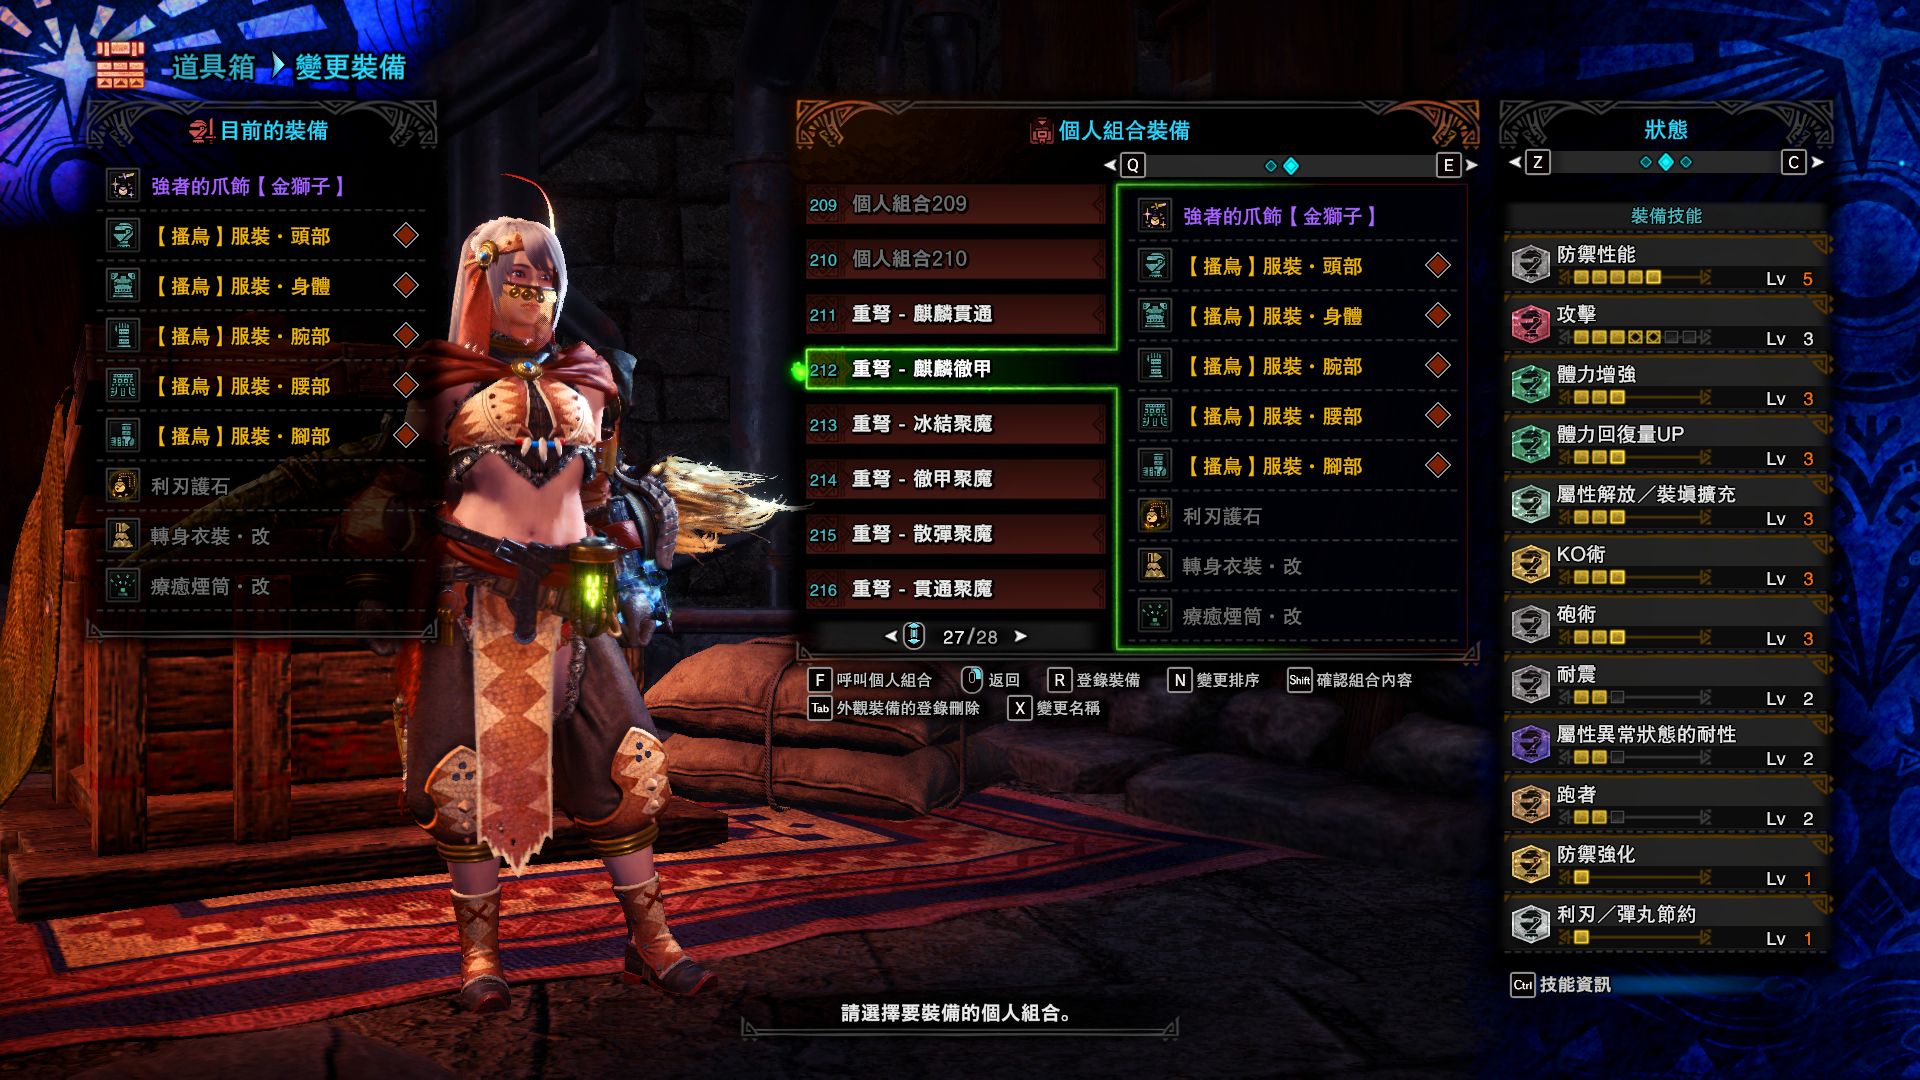 道具箱 變更裝備
目前的裝備
強者的爪飾【金獅子】
【搔鳥】服裝・頭部
【搔鳥】服裝・身體
【搔鳥】服裝・腕部
【搔鳥】服裝・腰部
【搔鳥】服裝・腳部
利刃護石
轉身衣裝・改
療癒煙筒・改
個人組合裝備
Q E
209 個人組合209
210 個人組合210
211 重弩 - 麒麟貫通
212 重弩 - 麒麟徹甲
213 重弩 - 冰結聚魔
214 重弩 - 徹甲聚魔
215 重弩 - 散彈聚魔
216 重弩 - 貫通聚魔
27/28
強者的爪飾【金獅子】
【搔鳥】服裝・頭部
【搔鳥】服裝・身體
【搔鳥】服裝・腕部
【搔鳥】服裝・腰部
【搔鳥】服裝・腳部
利刃護石
轉身衣裝・改
療癒煙筒・改
F 呼叫個人組合 返回 R 登錄裝備 N 變更排序 Shift 確認組合內容
Tab 外觀裝備的登錄刪除 X 變更名稱
請選擇要裝備的個人組合。
狀態
Z C
裝備技能
防禦性能
Lv 5
攻擊
Lv 3
體力增強
Lv 3
體力回復量UP
Lv 3
屬性解放／裝填擴充
Lv 3
KO術
Lv 3
砲術
Lv 3
耐震
Lv 2
屬性異常狀態的耐性
Lv 2
跑者
Lv 2
防禦強化
Lv 1
利刃／彈丸節約
Lv 1
Ctrl 技能資訊